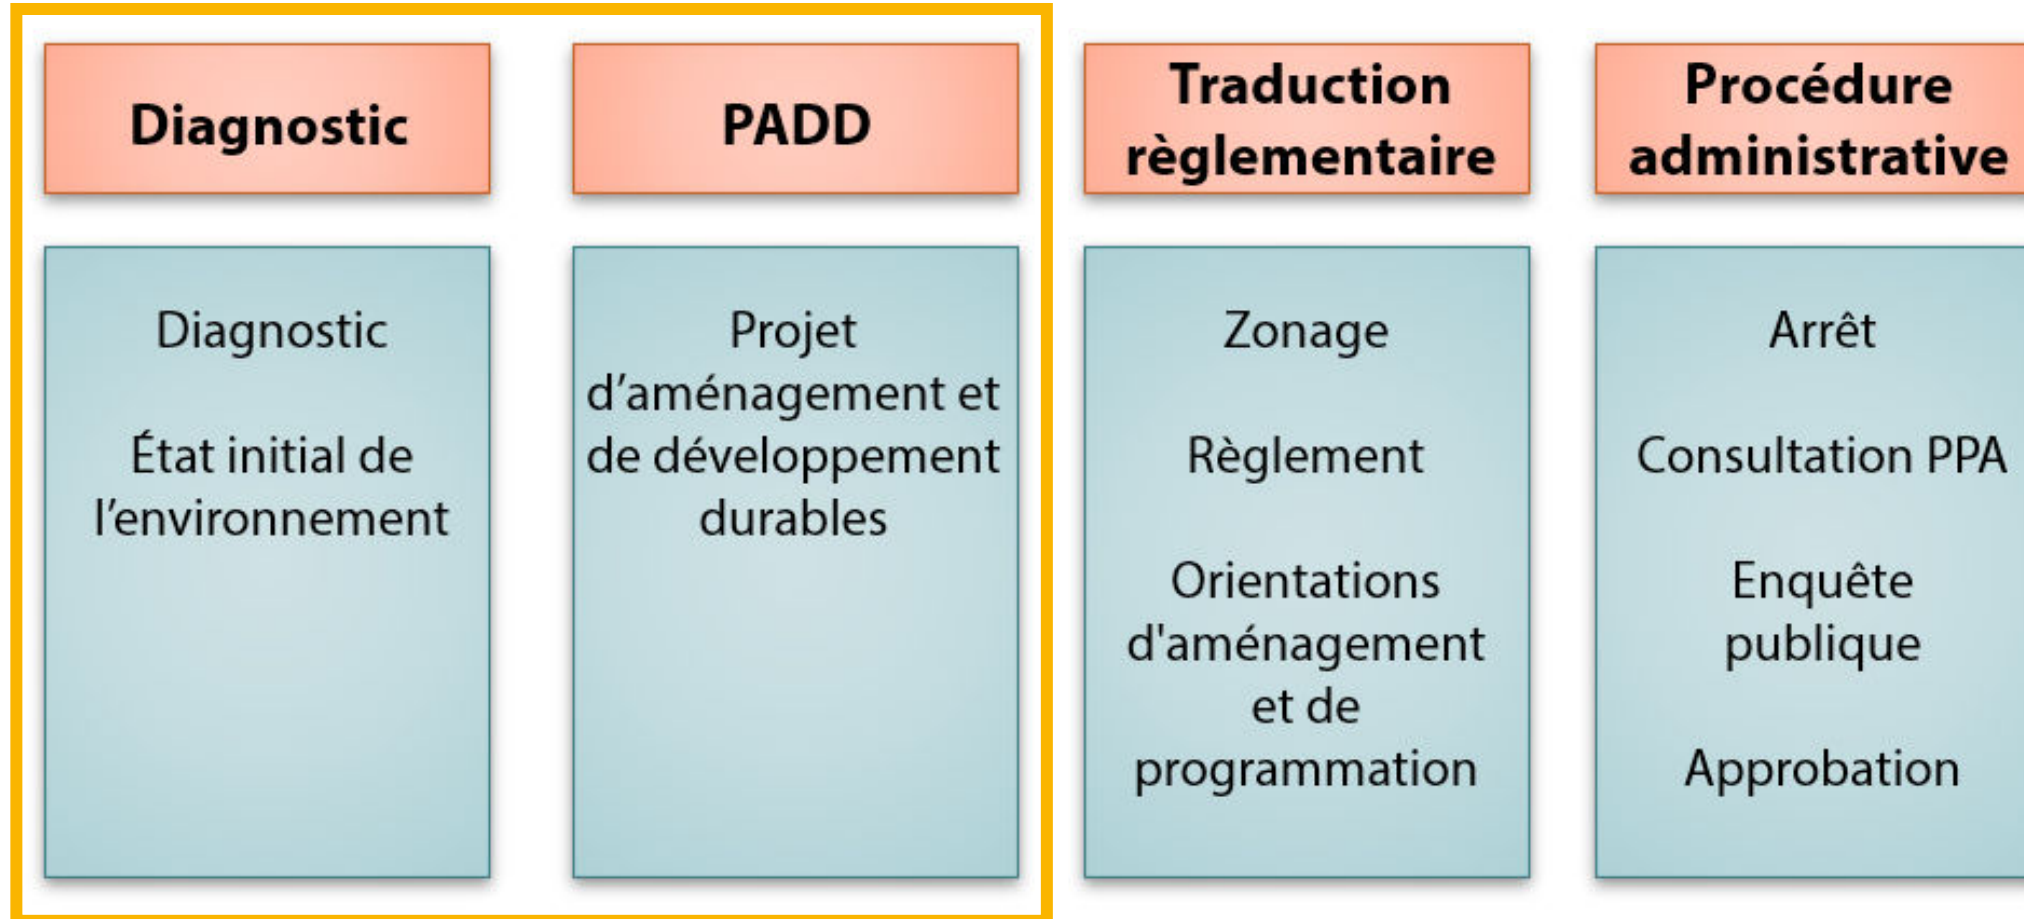 Diagnostic
PADD
Traduction
règlementaire
Procédure
administrative
Diagnostic
État initial de
l’environnement
Projet
d’aménagement et
de développement
durables
Zonage
Règlement
Orientations
d'aménagement
et de
programmation
Arrêt
Consultation PPA
Enquête
publique
Approbation